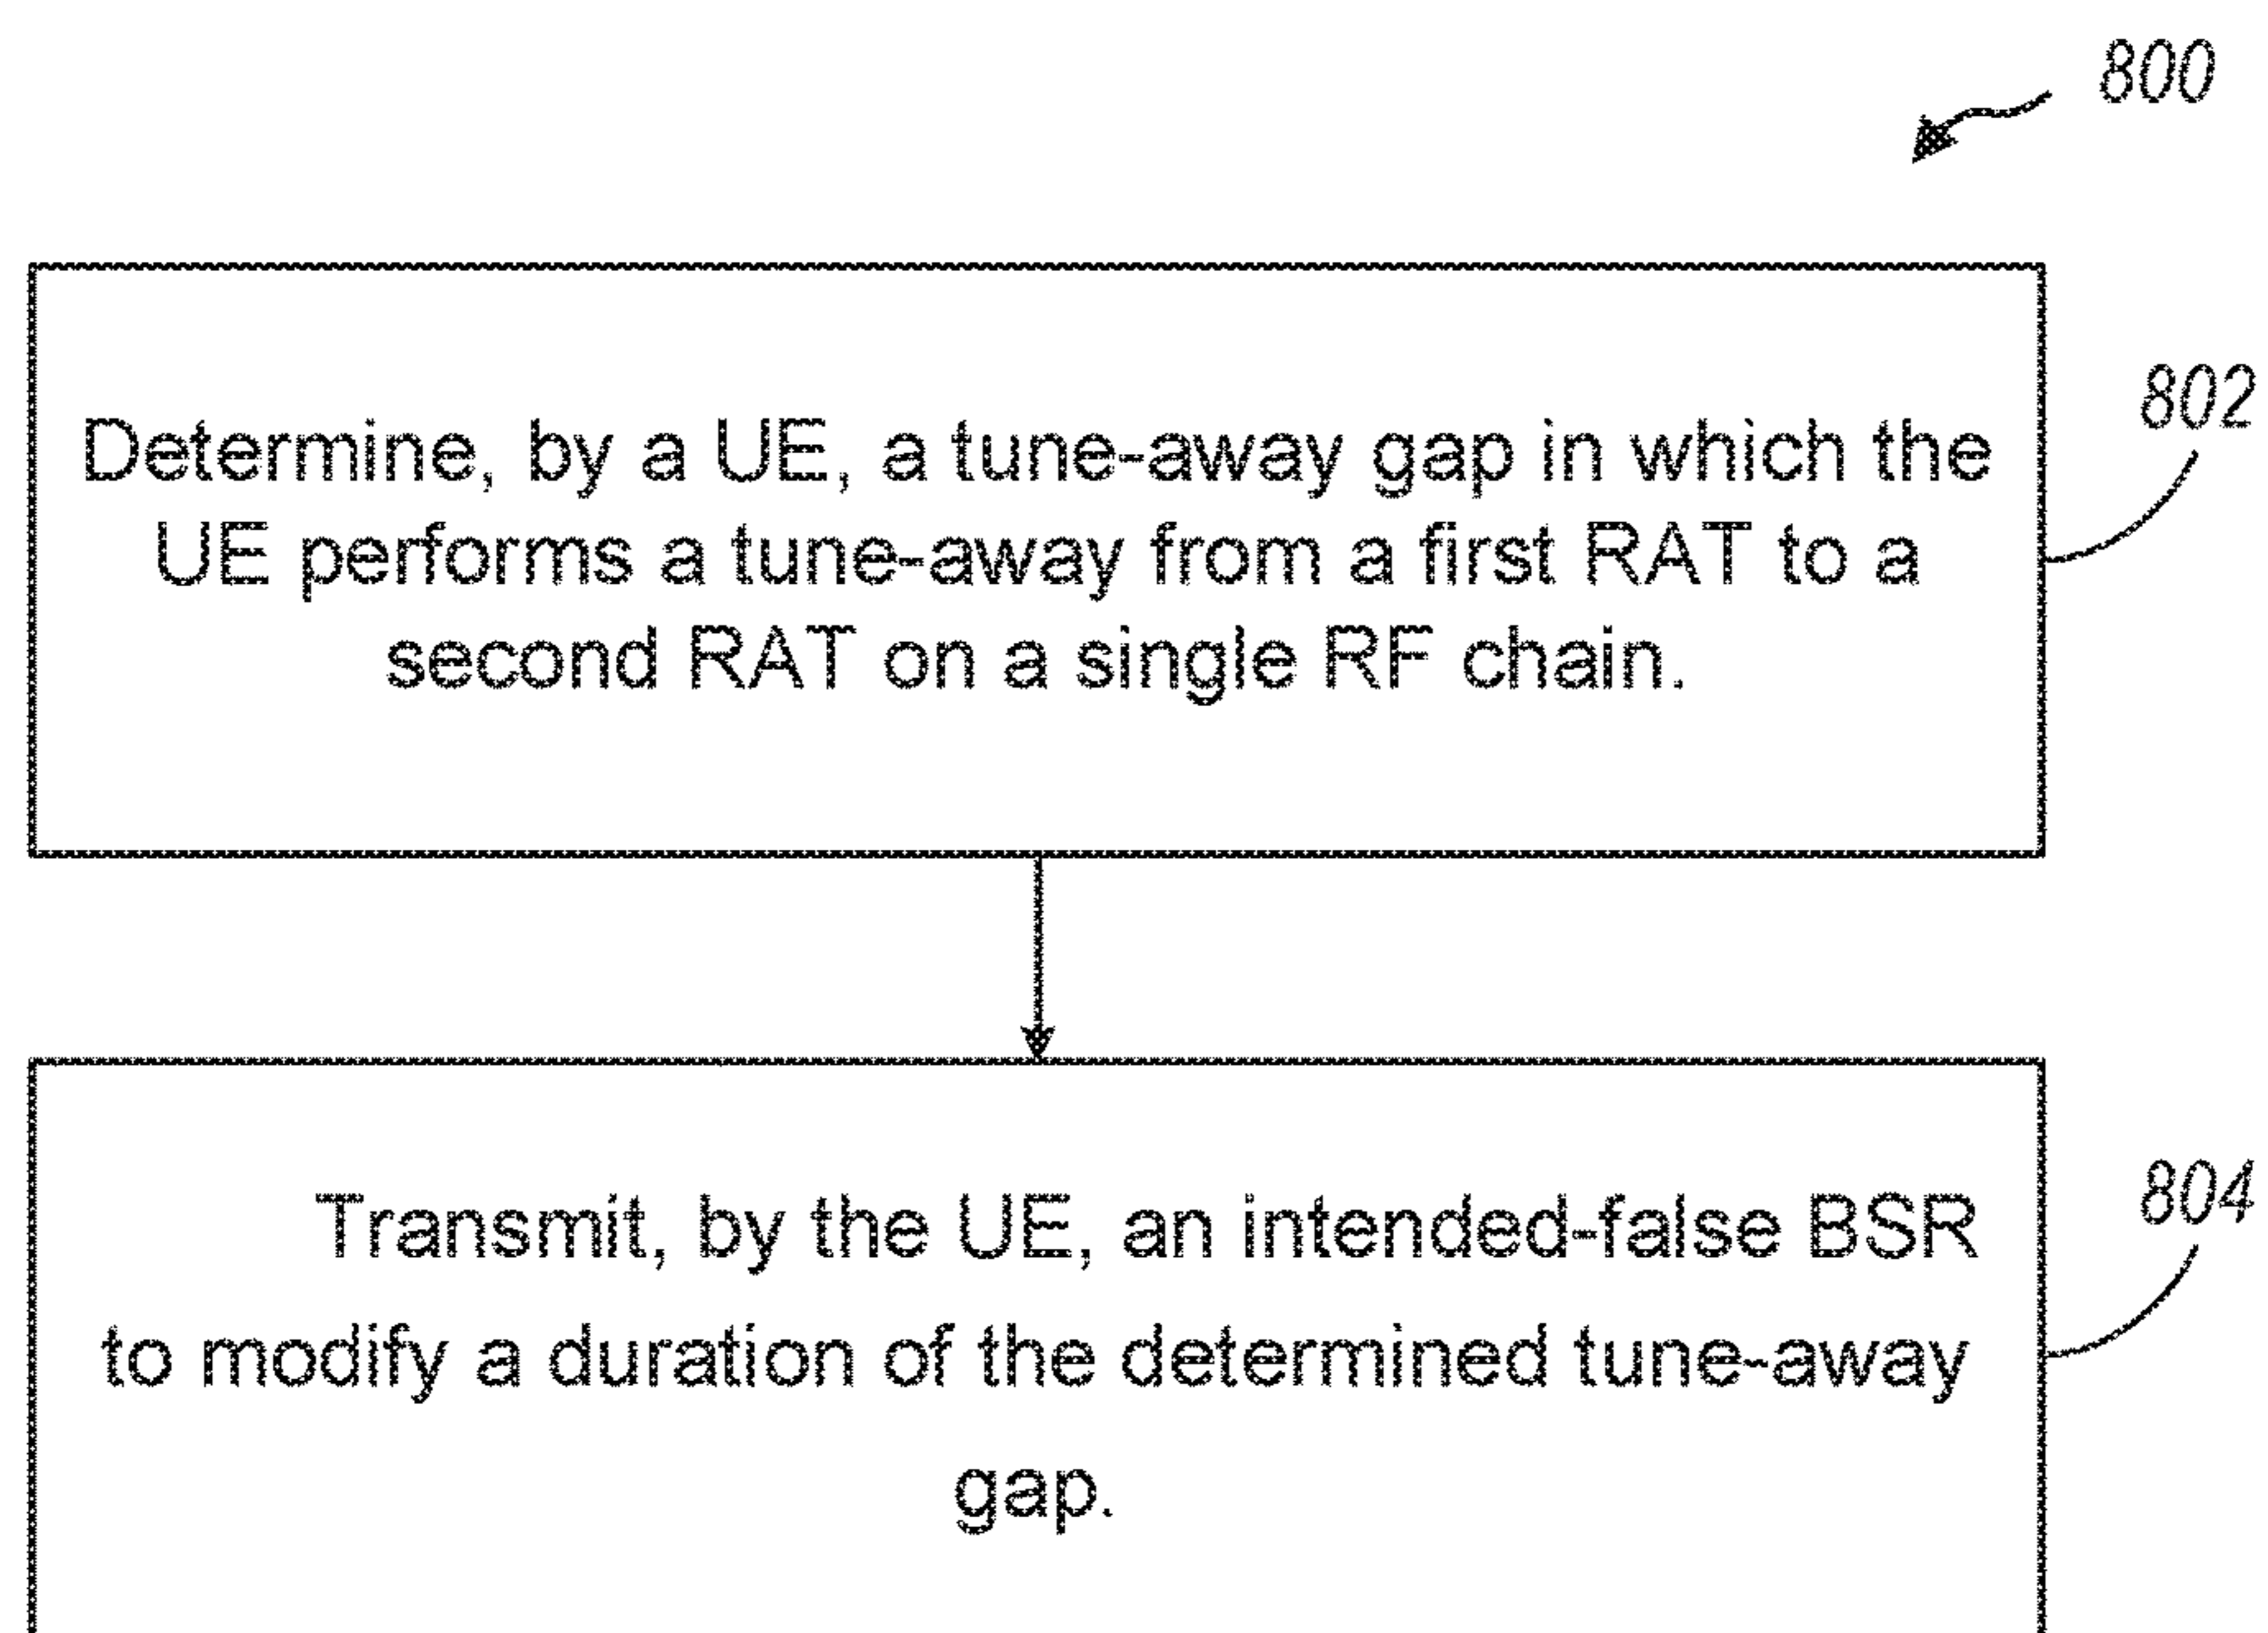 800
Determine, by a UE, a tune-away gap in which the
UE performs a tune-away from a first RAT to a
second RAT on a single RF chain.
802
Transmit, by the UE, an intended-false BSR
to modify a duration of the determined tune-away
gap.
804